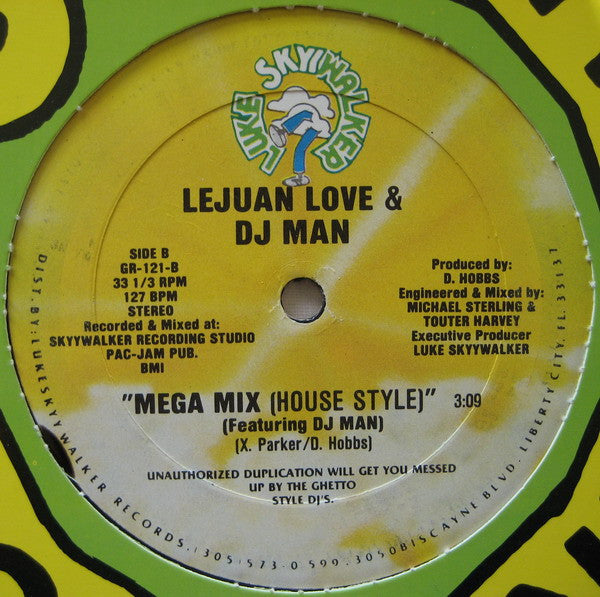 LUKE SKYYWALKER
LEJUAN LOVE &
DJ MAN
SIDE B
GR-121-B
33 1/3 RPM
127 BPM
STEREO
Recorded & Mixed at:
SKYYWALKER RECORDING STUDIO
PAC-JAM PUB.
BMI
Produced by:
D. HOBBS
Engineered & Mixed by:
MICHAEL STERLING &
TOUTER HARVEY
Executive Producer
LUKE SKYYWALKER
"MEGA MIX (HOUSE STYLE)" 3:09
(Featuring DJ MAN)
(X. Parker/D. Hobbs)
UNAUTHORIZED DUPLICATION WILL GET YOU MESSED
UP BY THE GHETTO
STYLE DJ'S.
DIST. BY: LUKE SKYYWALKER RECORDS. (305) 573-0599. 3050 BISCAYNE BLVD. LIBERTY CITY, FL. 33137